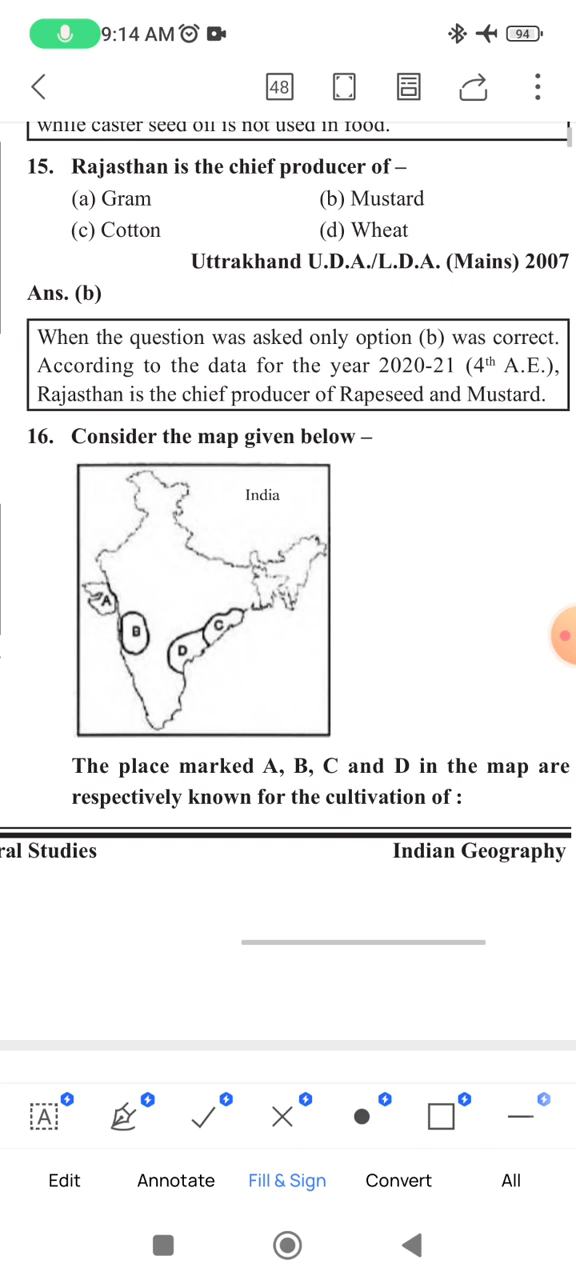 9:14 AM
94
48
while caster seed oil is not used in food.
15. Rajasthan is the chief producer of –
(a) Gram (b) Mustard
(c) Cotton (d) Wheat
Uttrakhand U.D.A./L.D.A. (Mains) 2007
Ans. (b)
When the question was asked only option (b) was correct.
According to the data for the year 2020-21 (4th A.E.),
Rajasthan is the chief producer of Rapeseed and Mustard.
16. Consider the map given below –
India
A
B
C
D
The place marked A, B, C and D in the map are
respectively known for the cultivation of :
ral Studies Indian Geography
A
Edit Annotate Fill & Sign Convert All